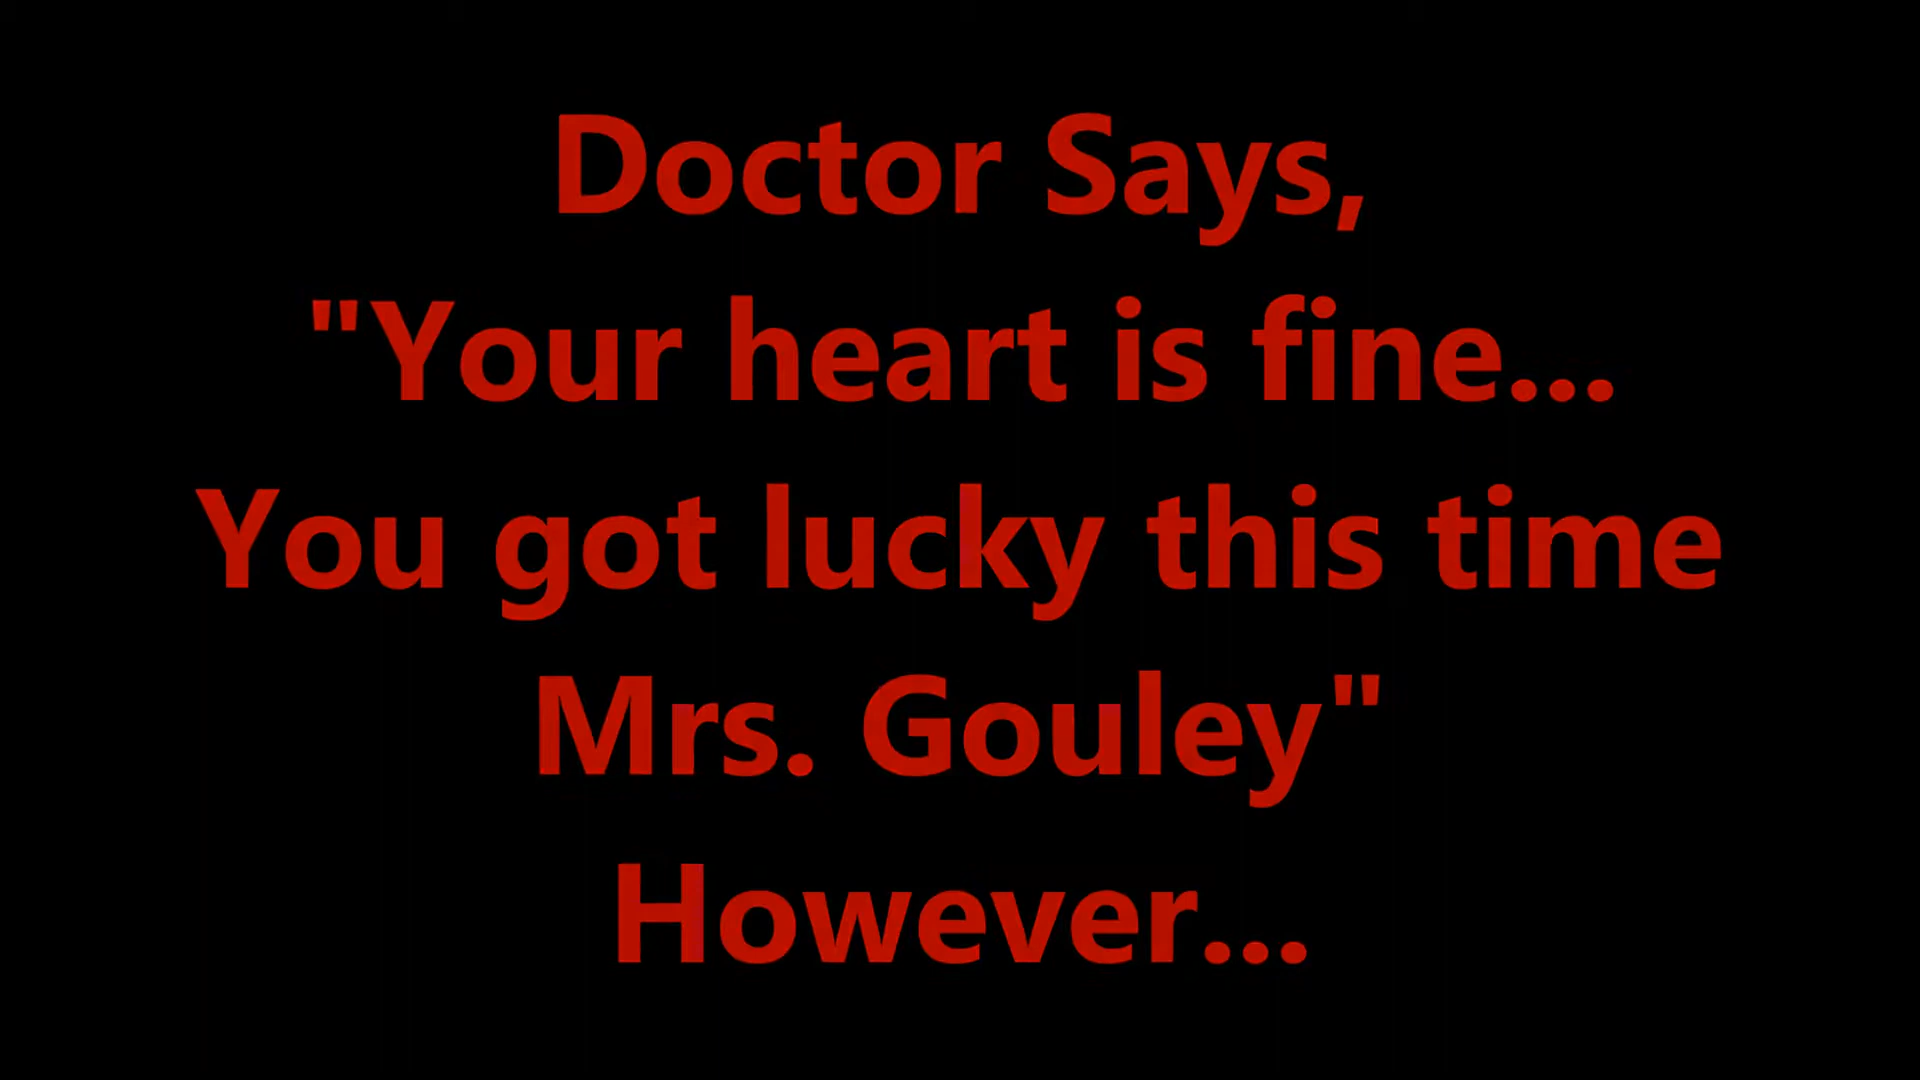 Doctor Says,
"Your heart is fine...
You got lucky this time
Mrs. Gouley"
However...